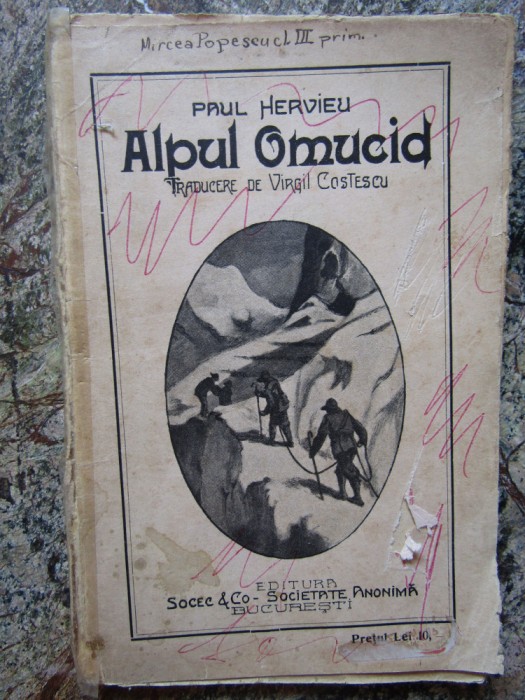 Mircea Popescu cl. III prim.
PAUL HERVIEU
Alpul Omucid
TRADUCERE DE VIRGIL COSTESCU
EDITURA
SOCEC & Co - SOCIETATE ANONIMĂ
BUCUREŞTI
Preţul Lei 10,